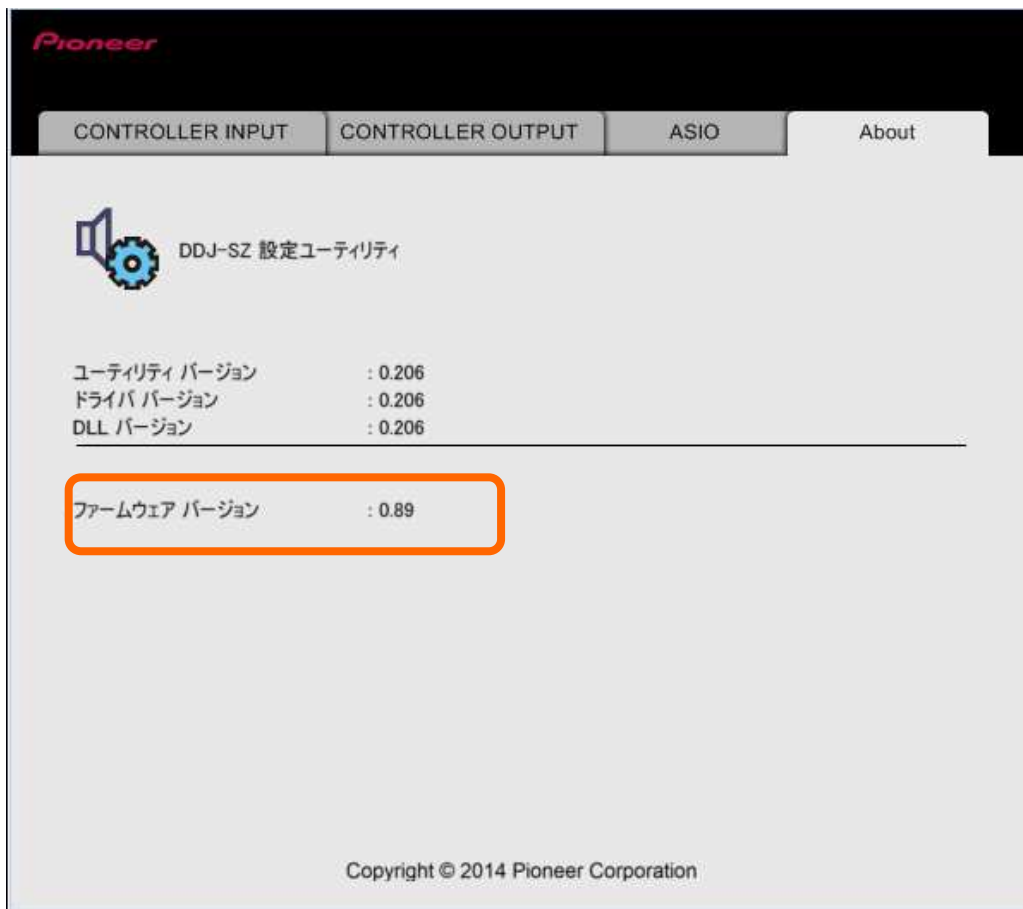 Pioneer
CONTROLLER INPUT CONTROLLER OUTPUT ASIO About
DDJ-SZ 設定ユーティリティ
ユーティリティ バージョン : 0.206
ドライバ バージョン : 0.206
DLL バージョン : 0.206
ファームウェア バージョン : 0.89
Copyright © 2014 Pioneer Corporation